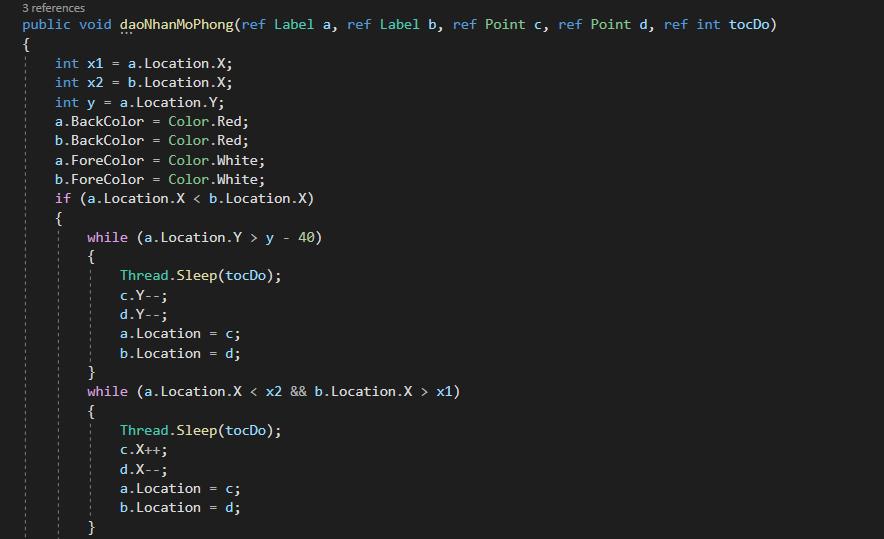 3 references
public void daoNhanMoPhong(ref Label a, ref Label b, ref Point c, ref Point d, ref int tocDo)
{
int x1 = a.Location.X;
int x2 = b.Location.X;
int y = a.Location.Y;
a.BackColor = Color.Red;
b.BackColor = Color.Red;
a.ForeColor = Color.White;
b.ForeColor = Color.White;
if (a.Location.X < b.Location.X)
{
while (a.Location.Y > y - 40)
{
Thread.Sleep(tocDo);
c.Y--;
d.Y--;
a.Location = c;
b.Location = d;
}
while (a.Location.X < x2 && b.Location.X > x1)
{
Thread.Sleep(tocDo);
c.X++;
d.X--;
a.Location = c;
b.Location = d;
}